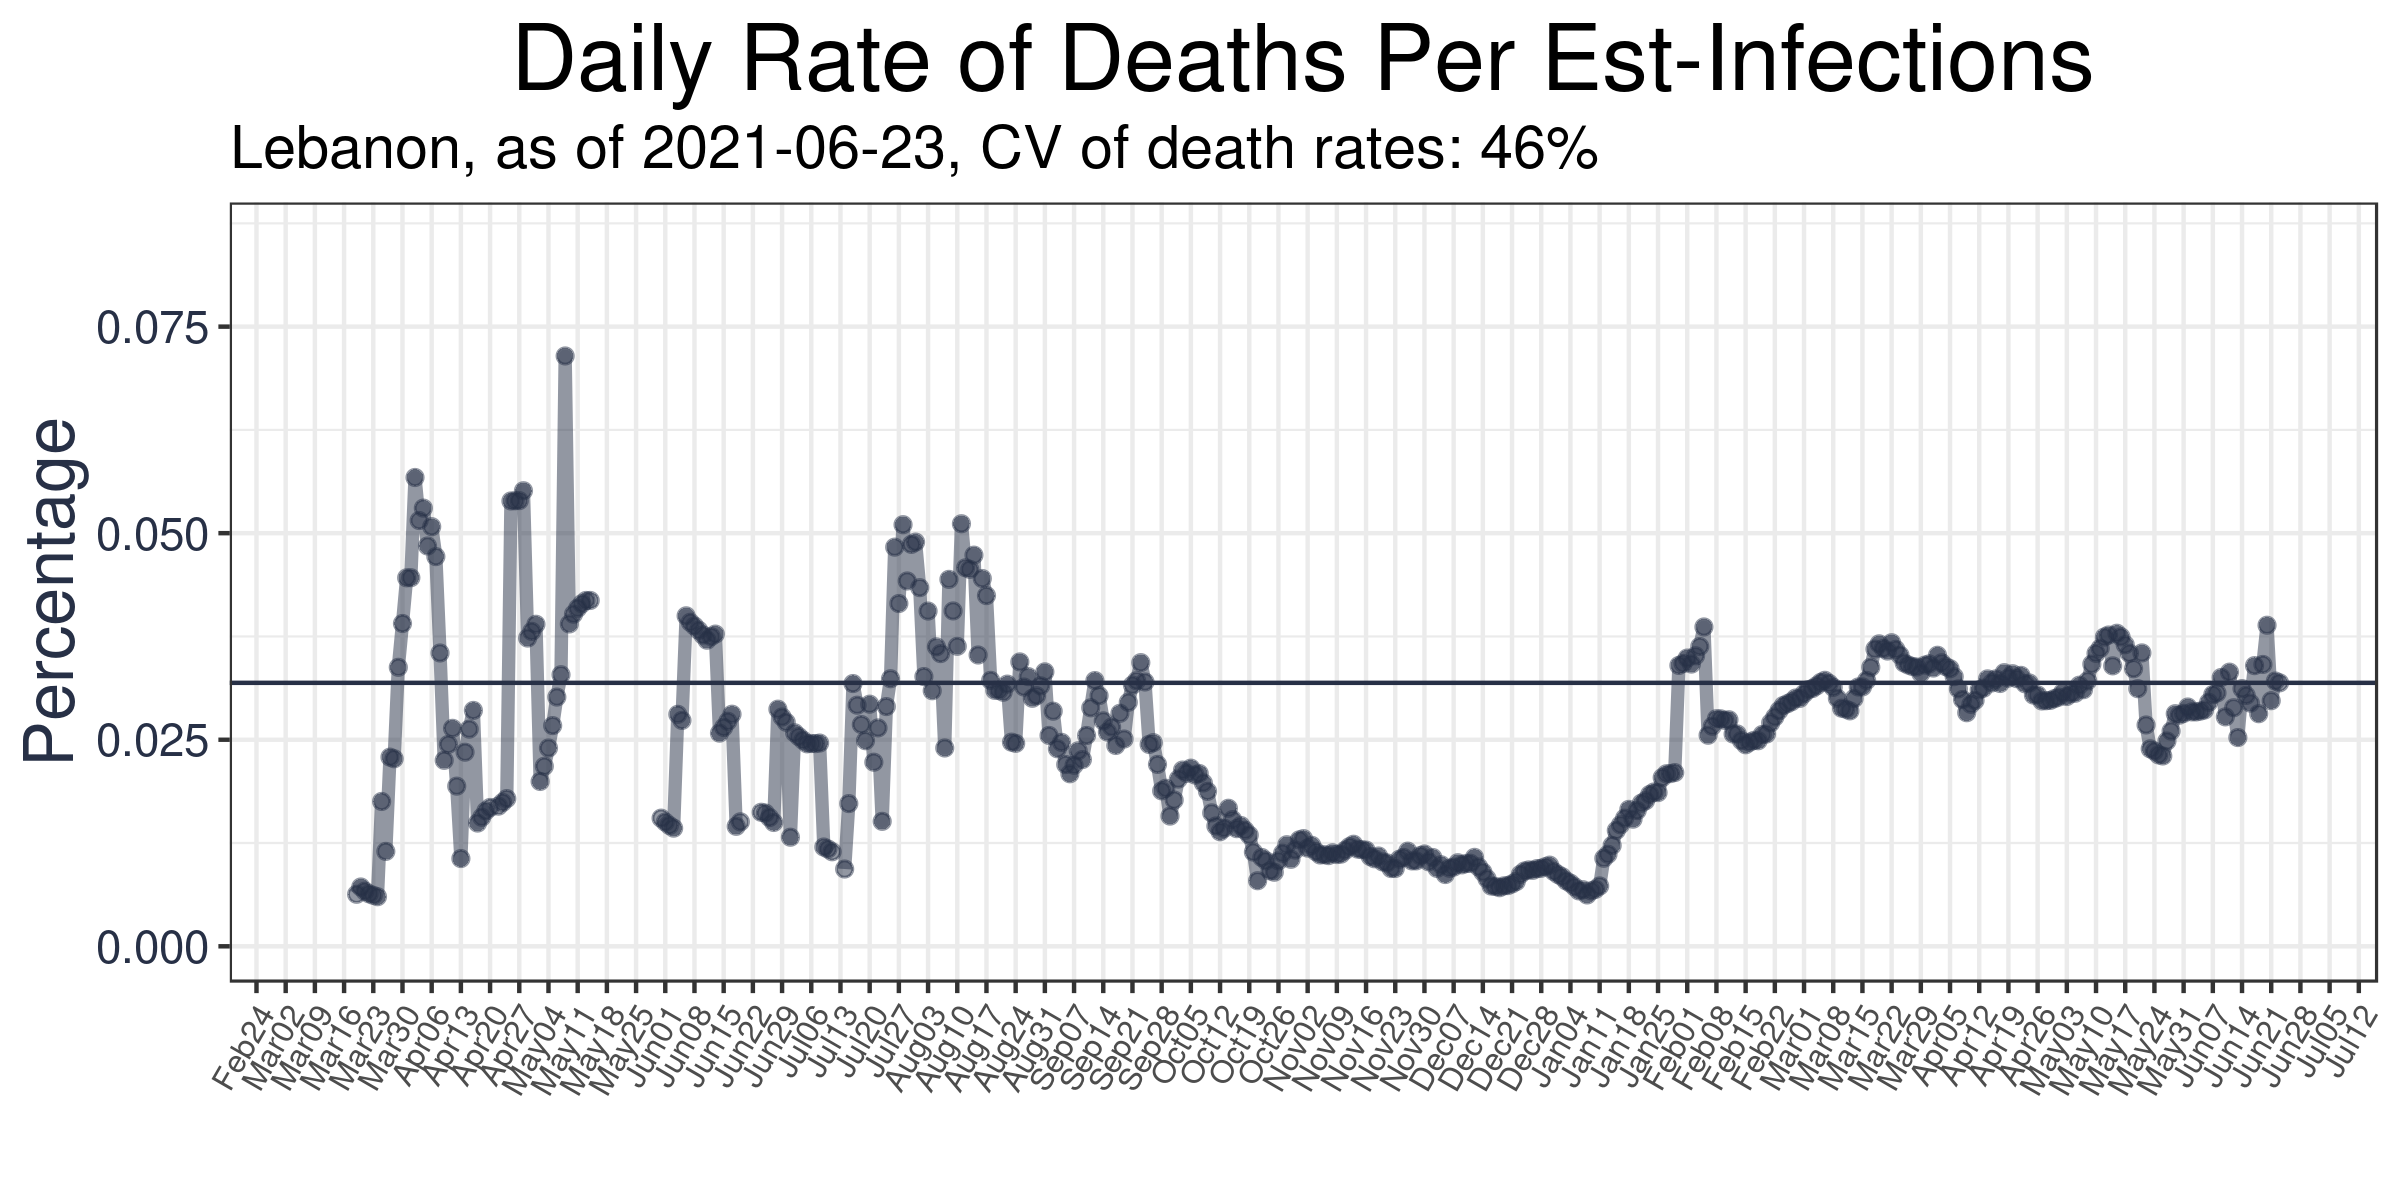 Daily Rate of Deaths Per Est-Infections
Lebanon, as of 2021-06-23, CV of death rates: 46%
Percentage
0.075
0.050
0.025
0.000
Feb24
Mar02
Mar09
Mar16
Mar23
Mar30
Apr06
Apr13
Apr20
Apr27
May04
May11
May18
May25
Jun01
Jun08
Jun15
Jun22
Jun29
Jul06
Jul13
Jul20
Jul27
Aug03
Aug10
Aug17
Aug24
Aug31
Sep07
Sep14
Sep21
Sep28
Oct05
Oct12
Oct19
Oct26
Nov02
Nov09
Nov16
Nov23
Nov30
Dec07
Dec14
Dec21
Dec28
Jan04
Jan11
Jan18
Jan25
Feb01
Feb08
Feb15
Feb22
Mar01
Mar08
Mar15
Mar22
Mar29
Apr05
Apr12
Apr19
Apr26
May03
May10
May17
May24
May31
Jun07
Jun14
Jun21
Jun28
Jul05
Jul12